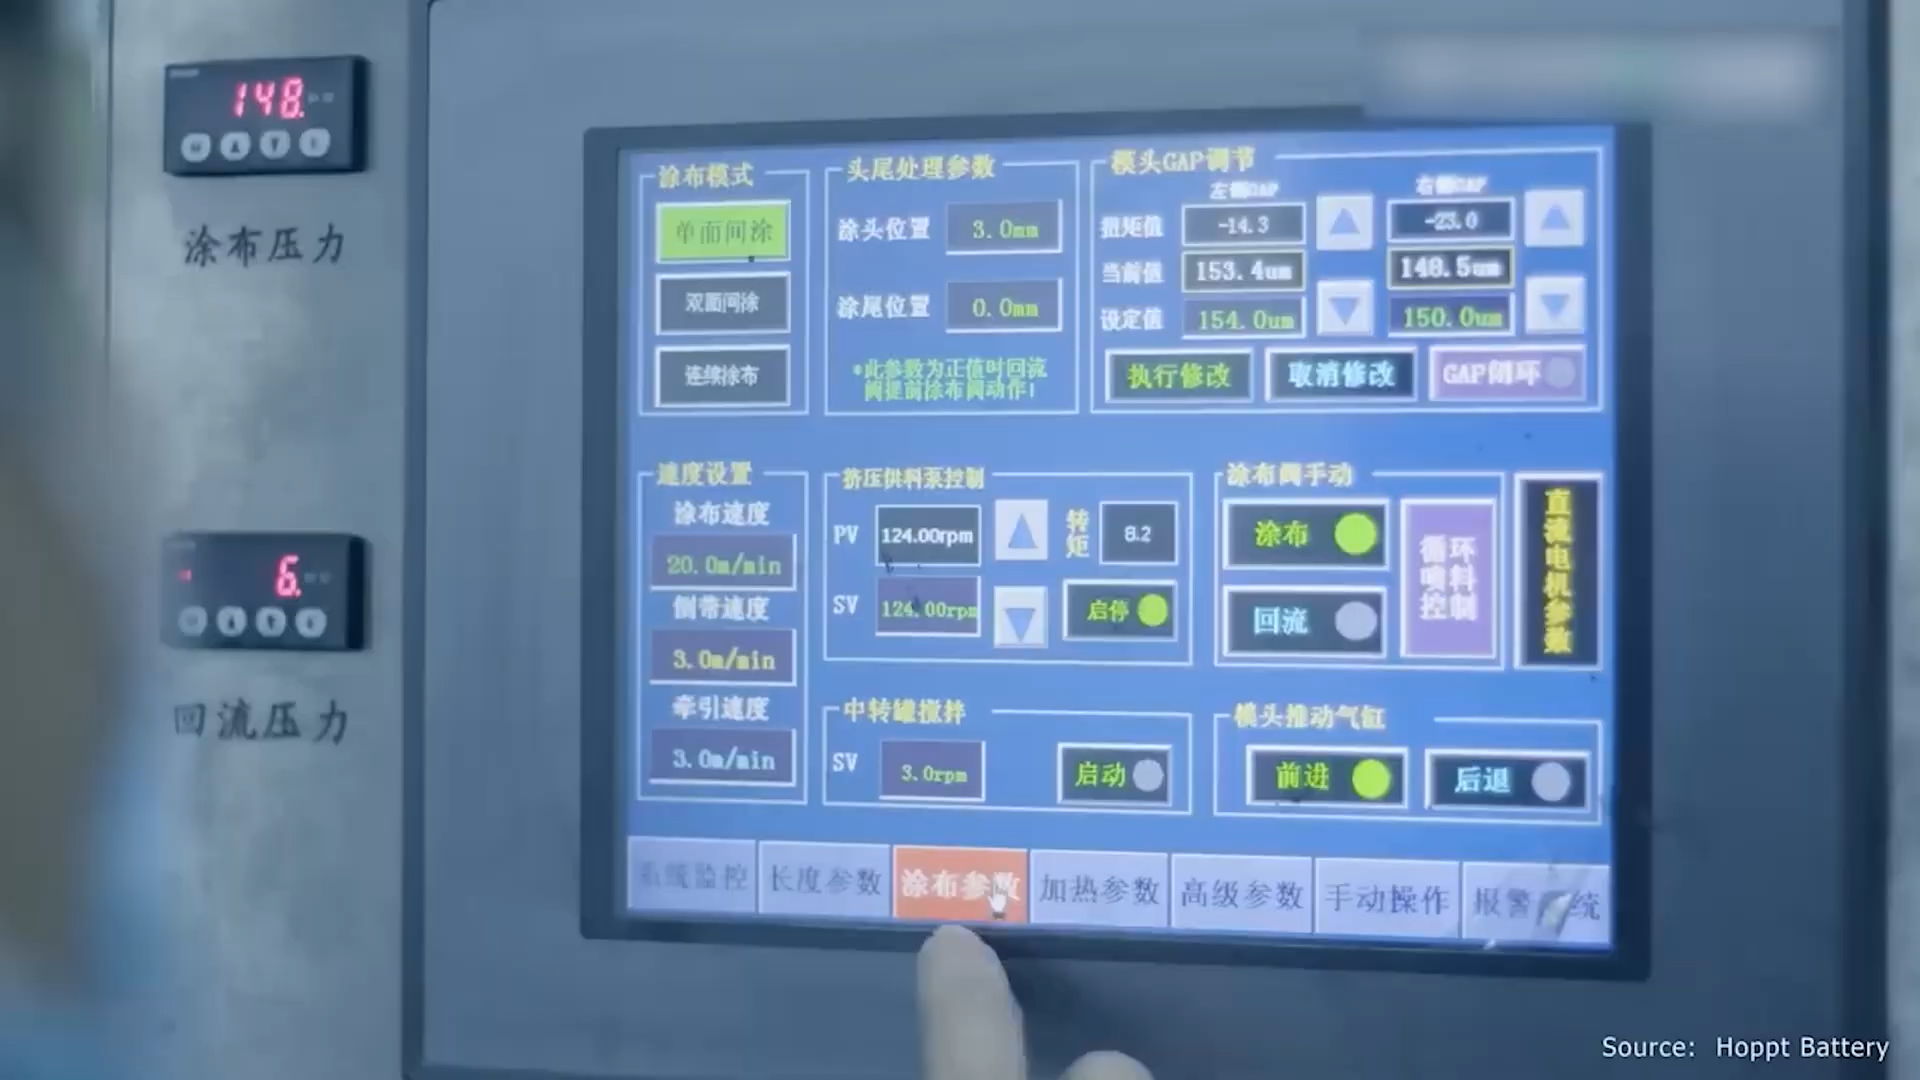 148.
涂布压力
6.
回流压力
涂布模式
单面间涂
双面间涂
连续涂布
头尾处理参数
涂头位置 3.0mm
涂尾位置 0.0mm
*此参数为正值时回流
阀提前涂布阀动作!
模头GAP调节
左侧GAP 右侧GAP
扭矩值 -14.3 -23.0
当前值 153.4um 148.5um
设定值 154.0um 150.0um
执行修改 取消修改 GAP闭环
速度设置
涂布速度
20.0m/min
倒带速度
3.0m/min
牵引速度
3.0m/min
挤压供料泵控制
PV 124.00rpm 转矩 8.2
SV 124.00rpm 启停
涂布阀手动
涂布
回流
循环
喷料
控制
直流电机参数
中转罐搅拌
SV 3.0rpm 启动
模头推动气缸
前进 后退
系统监控 长度参数 涂布参数 加热参数 高级参数 手动操作 报警系统
Source: Hoppt Battery